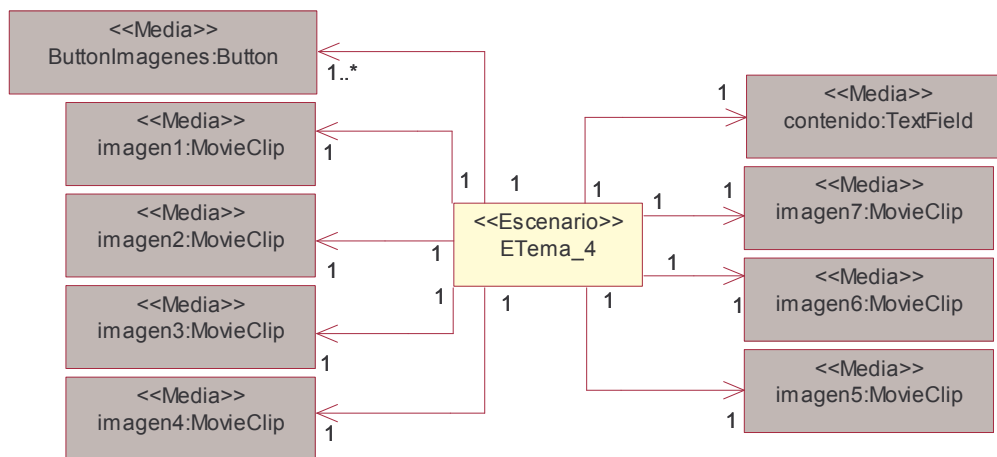 <<Media>>
ButtonImagenes:Button
1..*
<<Media>>
imagen1:MovieClip
1
1
<<Media>>
imagen2:MovieClip
1
1
<<Media>>
imagen3:MovieClip
1
1
<<Media>>
imagen4:MovieClip
1
1
1
<<Escenario>>
ETema_4
1
1
<<Media>>
contenido:TextField
1
1
<<Media>>
imagen7:MovieClip
1
1
<<Media>>
imagen6:MovieClip
1
1
<<Media>>
imagen5:MovieClip